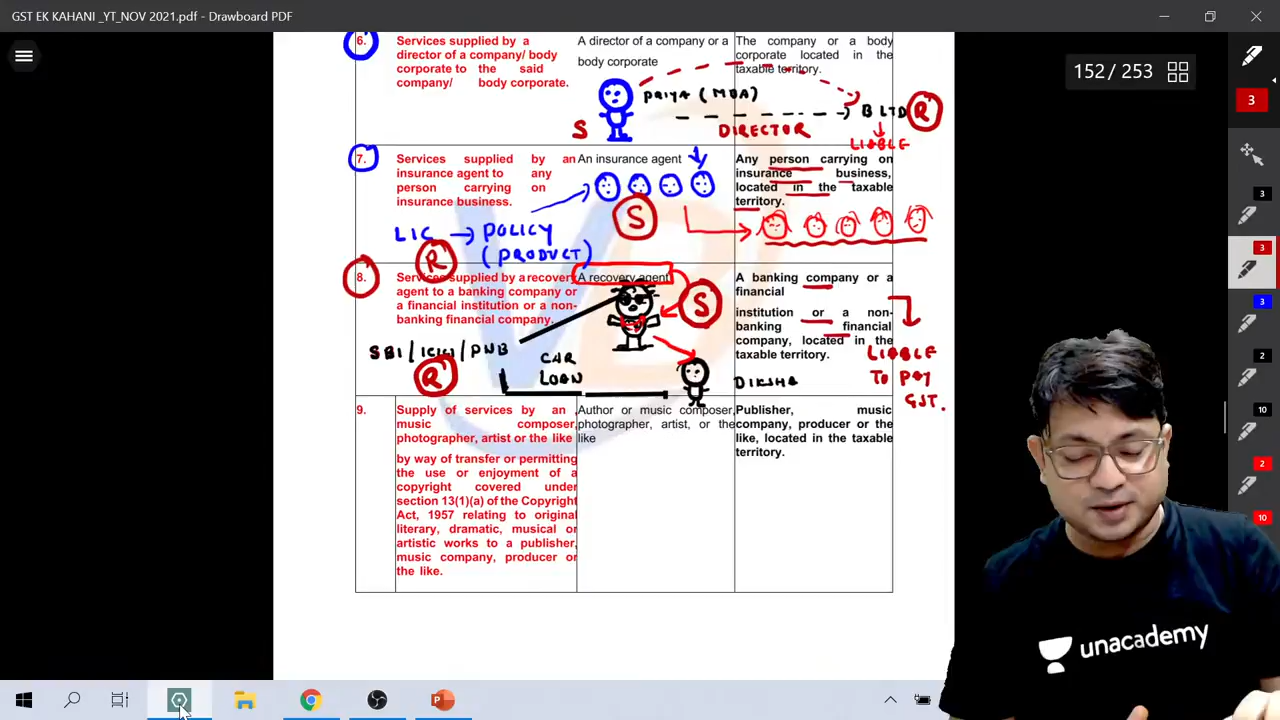 GST EK KAHANI _YT_NOV 2021.pdf - Drawboard PDF
152 / 253
6.
Services supplied by a
director of a company/ body
corporate to the said
company/ body corporate.
A director of a company or a
body corporate
The company or a body
corporate located in the
taxable territory.
PRIYA (MBA)
B LTD
R
S
DIRECTOR
LIABLE
7.
Services supplied by an
insurance agent to any
person carrying on
insurance business.
An insurance agent
Any person carrying on
insurance business,
located in the taxable
territory.
S
LIC → POLICY
(PRODUCT)
R
8.
Services supplied by a recovery
agent to a banking company or
a financial institution or a non-
banking financial company.
A recovery agent
A banking company or a
financial
institution or a non-
banking financial
company, located in the
taxable territory.
S
SBI / ICICI / PNB
R
CAR
LOAN
DIKSHA
LIABLE
TO PAY
GST.
9.
Supply of services by an
music composer,
photographer, artist or the like
by way of transfer or permitting
the use or enjoyment of a
copyright covered under
section 13(1)(a) of the Copyright
Act, 1957 relating to original
literary, dramatic, musical or
artistic works to a publisher,
music company, producer or
the like.
Author or music composer,
photographer, artist, or the
like
Publisher, music
company, producer or the
like, located in the taxable
territory.
3
3
3
3
2
10
2
10
unacademy